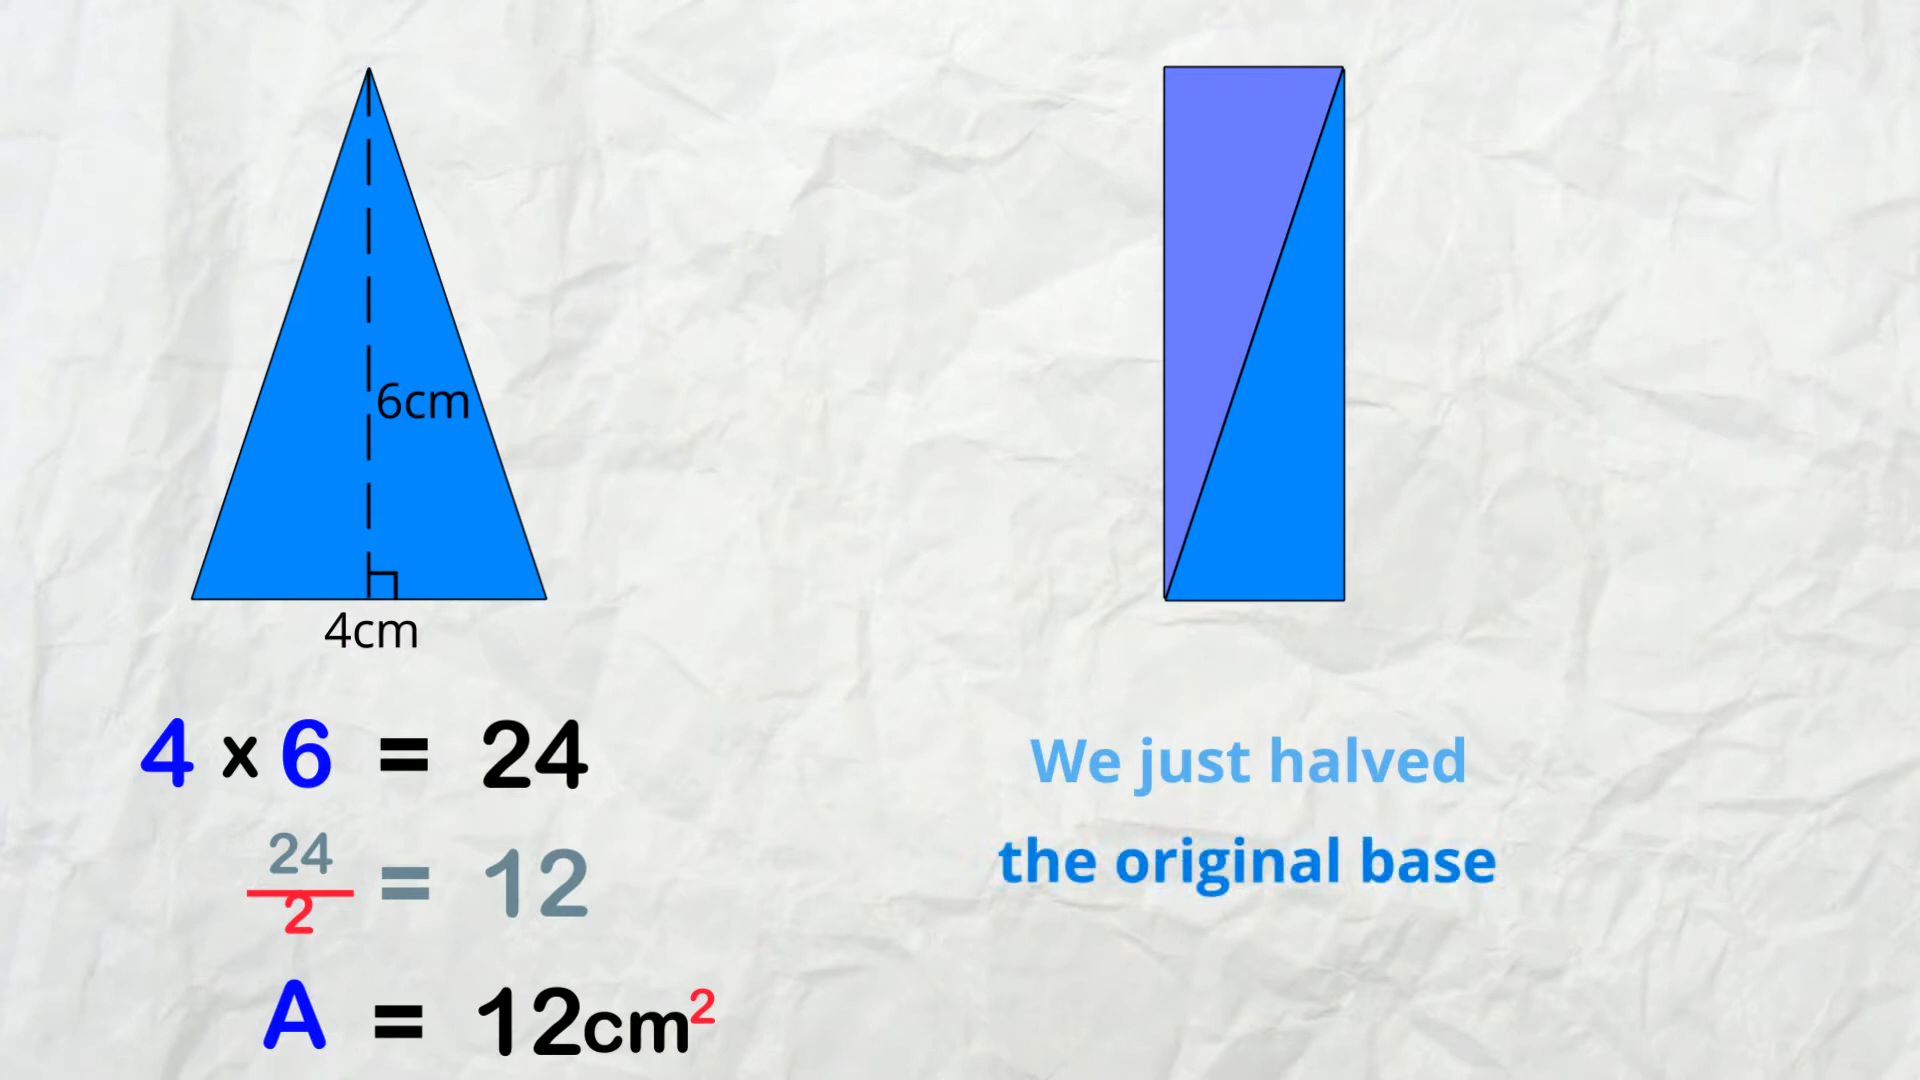 6cm
4cm
4 x 6 = 24
24
2
= 12
A = 12cm²
We just halved
the original base